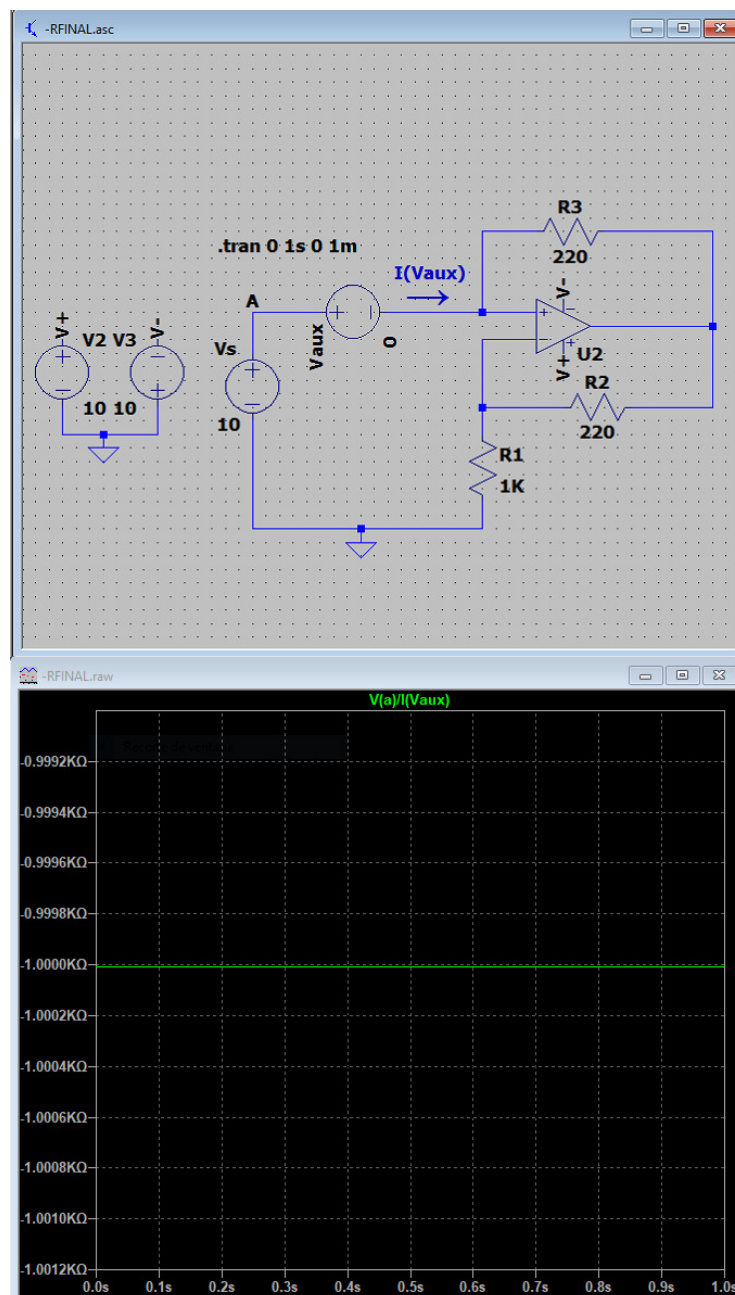 -RFINAL.asc
R3
220
.tran 0 1s 0 1m
I(Vaux)
A
V-
V+
V-
V2 V3
Vs
Vaux
0
U2
V+
R2
10 10
10
220
R1
1K
-RFINAL.raw
V(a)/I(Vaux)
-0.9992KΩ
-0.9994KΩ
-0.9996KΩ
-0.9998KΩ
-1.0000KΩ
-1.0002KΩ
-1.0004KΩ
-1.0006KΩ
-1.0008KΩ
-1.0010KΩ
-1.0012KΩ
0.0s 0.1s 0.2s 0.3s 0.4s 0.5s 0.6s 0.7s 0.8s 0.9s 1.0s